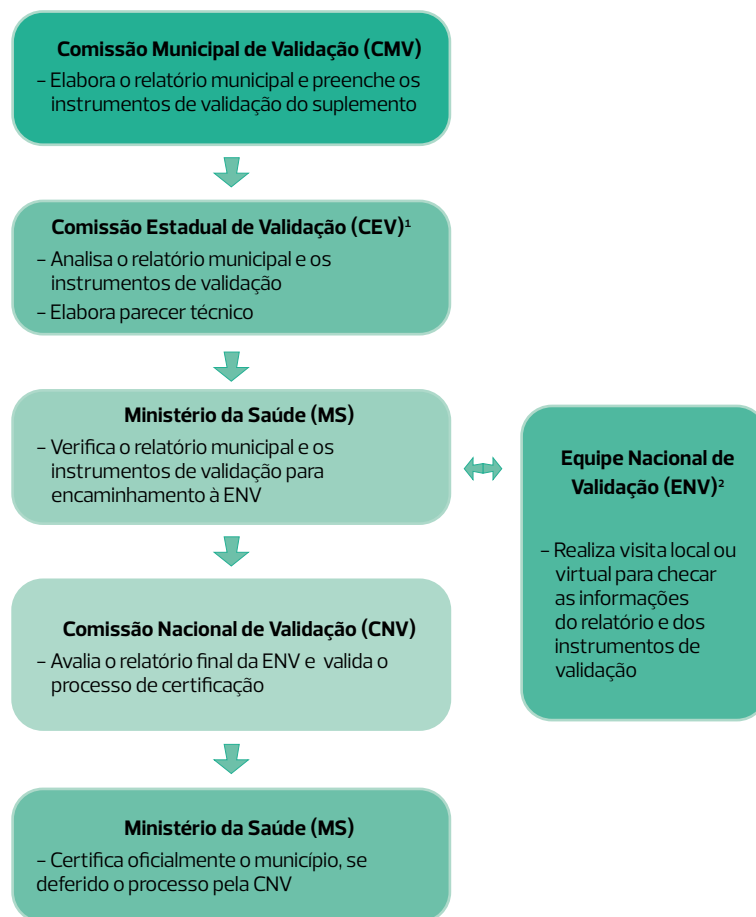 Comissão Municipal de Validação (CMV)
– Elabora o relatório municipal e preenche os
instrumentos de validação do suplemento
Comissão Estadual de Validação (CEV)¹
– Analisa o relatório municipal e os
instrumentos de validação
– Elabora parecer técnico
Ministério da Saúde (MS)
– Verifica o relatório municipal e os
instrumentos de validação para
encaminhamento à ENV
Equipe Nacional de
Validação (ENV)²
– Realiza visita local ou
virtual para checar
as informações
do relatório e dos
instrumentos de
validação
Comissão Nacional de Validação (CNV)
– Avalia o relatório final da ENV e valida o
processo de certificação
Ministério da Saúde (MS)
– Certifica oficialmente o município, se
deferido o processo pela CNV